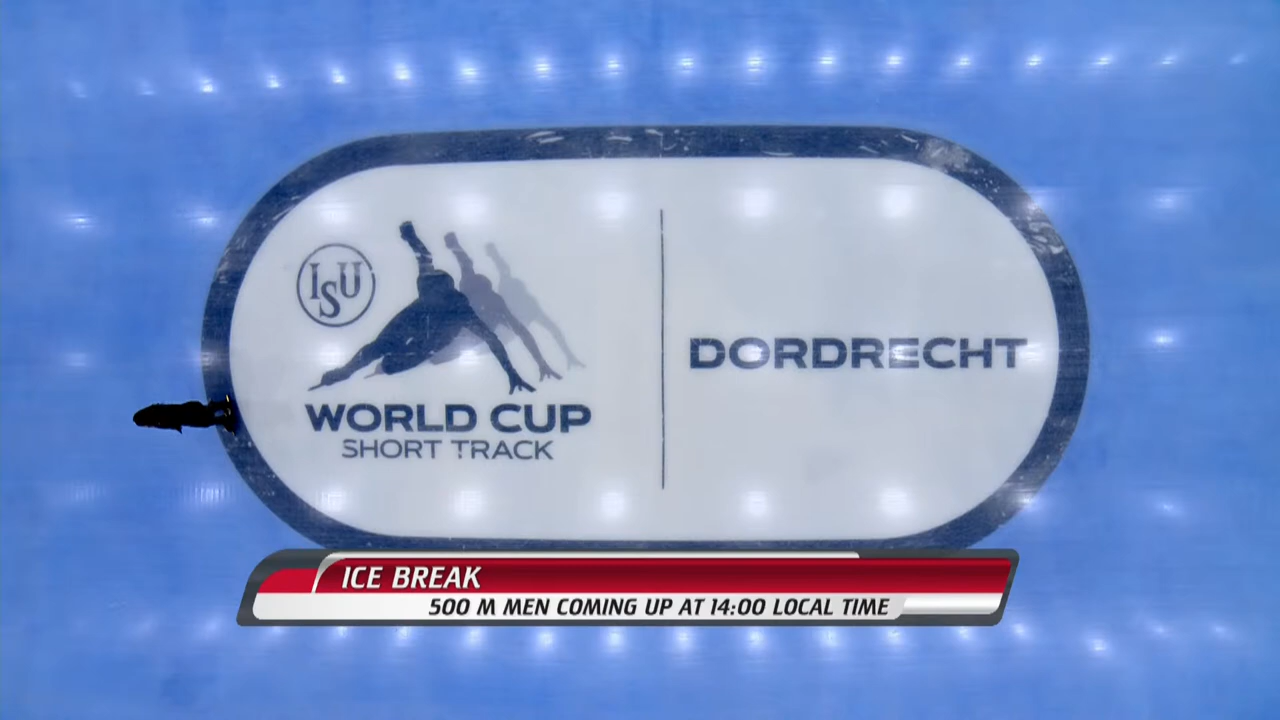 ISU
WORLD CUP
SHORT TRACK
DORDRECHT
ICE BREAK
500 M MEN COMING UP AT 14:00 LOCAL TIME